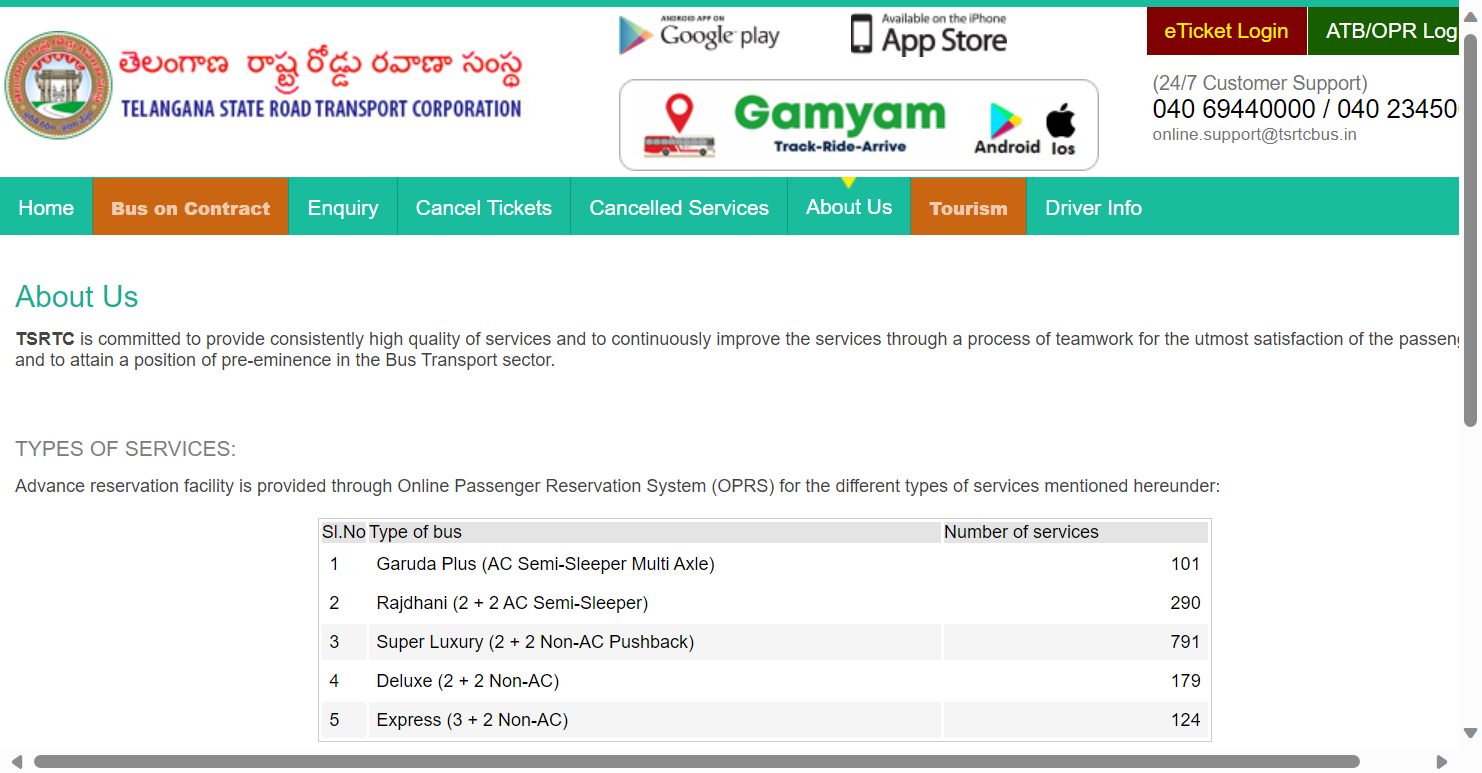 తెలంగాణ రాష్ట్ర రోడ్డు రవాణా సంస్థ
TELANGANA STATE ROAD TRANSPORT CORPORATION
ANDROID APP ON
Google play
Available on the iPhone
App Store
Gamyam
Track-Ride-Arrive
Android Ios
eTicket Login
ATB/OPR Log
(24/7 Customer Support)
040 69440000 / 040 23450
online.support@tsrtcbus.in
Home Bus on Contract Enquiry Cancel Tickets Cancelled Services About Us Tourism Driver Info
About Us
TSRTC is committed to provide consistently high quality of services and to continuously improve the services through a process of teamwork for the utmost satisfaction of the passeng
and to attain a position of pre-eminence in the Bus Transport sector.
TYPES OF SERVICES:
Advance reservation facility is provided through Online Passenger Reservation System (OPRS) for the different types of services mentioned hereunder:
Sl.No Type of bus Number of services
1 Garuda Plus (AC Semi-Sleeper Multi Axle) 101
2 Rajdhani (2 + 2 AC Semi-Sleeper) 290
3 Super Luxury (2 + 2 Non-AC Pushback) 791
4 Deluxe (2 + 2 Non-AC) 179
5 Express (3 + 2 Non-AC) 124